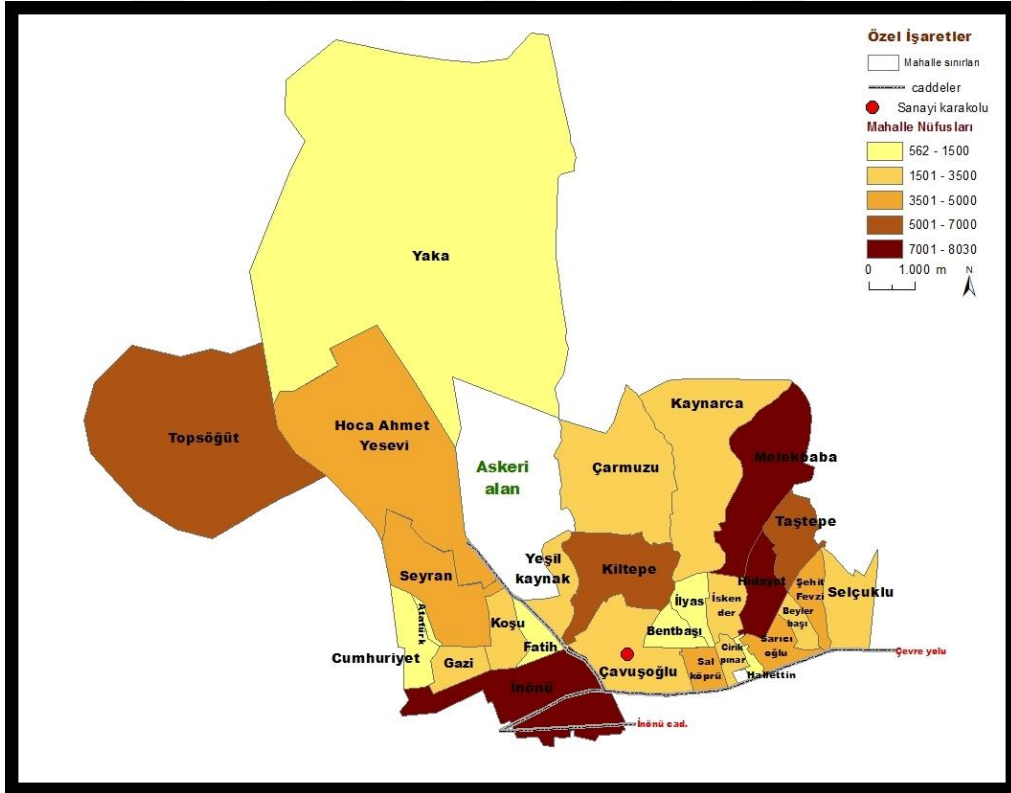 Özel İşaretler
Mahalle sınırları
caddeler
Sanayi karakolu
Mahalle Nüfusları
562 - 1500
1501 - 3500
3501 - 5000
5001 - 7000
7001 - 8030
0 1.000 m N
Yaka
Topsöğüt
Hoca Ahmet
Yesevi
Askeri
alan
Çarmuzu
Kaynarca
Melekbaba
Taştepe
Yeşil
kaynak
Kiltepe
Hidayet
Seyran
Atatürk
Koşu
Fatih
Cumhuriyet
Gazi
İnönü
İlyas
Bentbaşı
İsken
der
Şehit
Fevzi
Beyler
başı
Selçuklu
Çavuşoğlu
Sal
köprü
Cirik
pınar
Sarıcı
oğlu
Halfettin
Çevre yolu
İnönü cad.